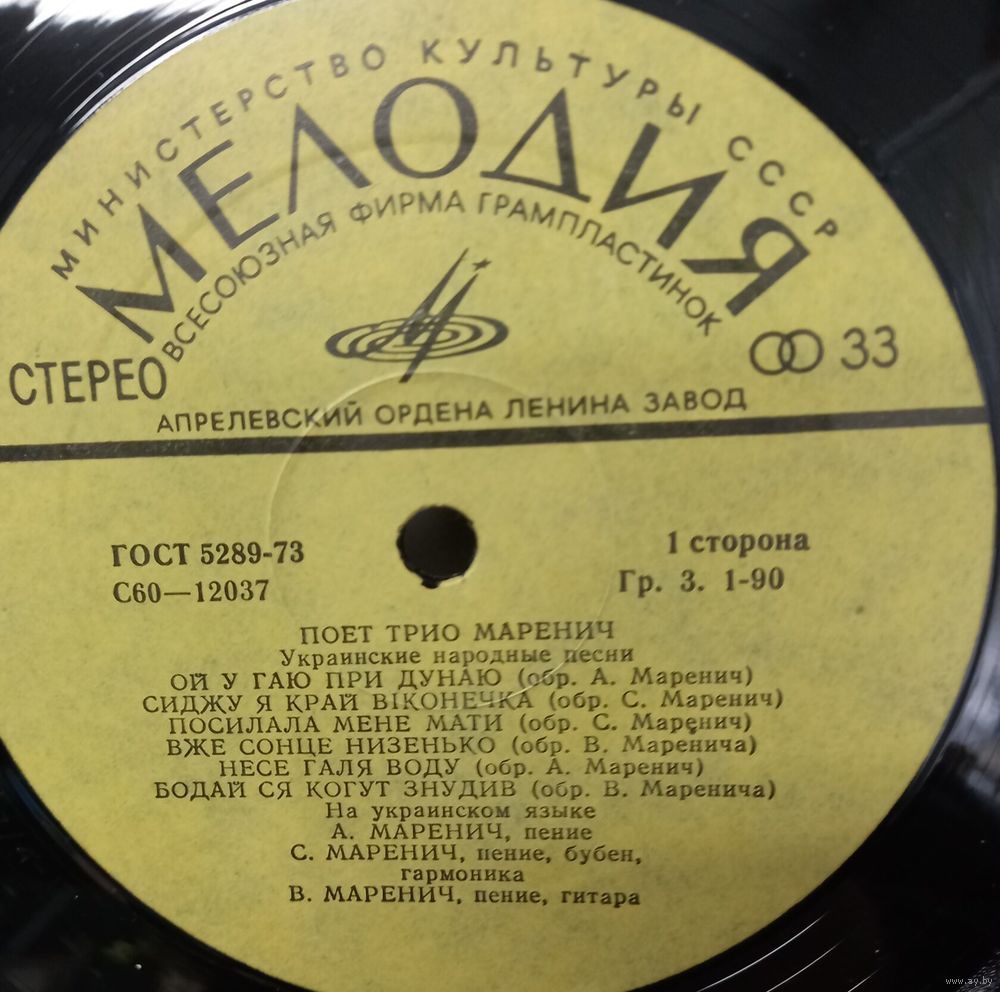 МИНИСТЕРСТВО КУЛЬТУРЫ СССР
МЕЛОДИЯ
ВСЕСОЮЗНАЯ ФИРМА ГРАМПЛАСТИНОК
СТЕРЕО
33
АПРЕЛЕВСКИЙ ОРДЕНА ЛЕНИНА ЗАВОД
ГОСТ 5289-73
1 сторона
С60—12037
Гр. 3. 1-90
ПОЕТ ТРИО МАРЕНИЧ
Украинские народные песни
ОЙ У ГАЮ ПРИ ДУНАЮ (обр. А. Маренич)
СИДЖУ Я КРАЙ ВІКОНЕЧКА (обр. С. Маренич)
ПОСИЛАЛА МЕНЕ МАТИ (обр. С. Маренич)
ВЖЕ СОНЦЕ НИЗЕНЬКО (обр. В. Маренича)
НЕСЕ ГАЛЯ ВОДУ (обр. А. Маренич)
БОДАЙ СЯ КОГУТ ЗНУДИВ (обр. В. Маренича)
На украинском языке
А. МАРЕНИЧ, пение
С. МАРЕНИЧ, пение, бубен,
гармоника
В. МАРЕНИЧ, пение, гитара
www.ay.by